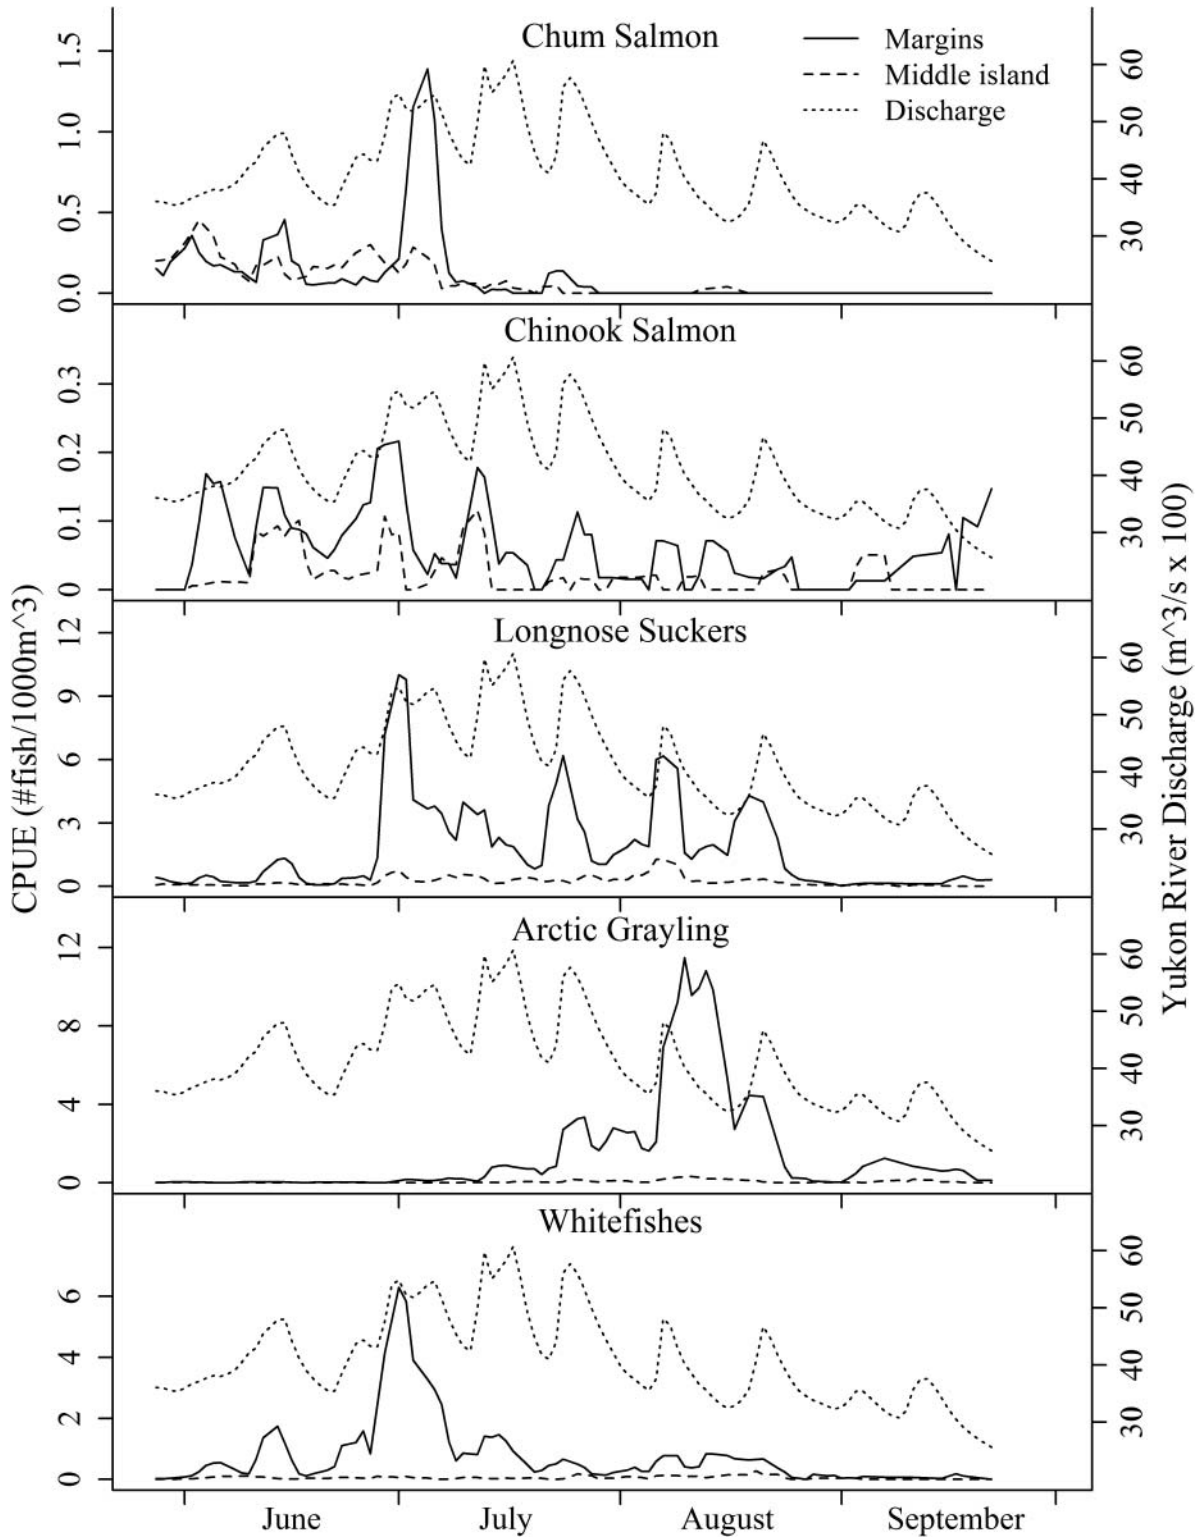 Chum Salmon
Margins
Middle island
Discharge
0.0 0.5 1.0 1.5
30 40 50 60
Chinook Salmon
0 0.1 0.2 0.3
30 40 50 60
Longnose Suckers
0 3 6 9 12
30 40 50 60
Arctic Grayling
0 4 8 12
30 40 50 60
Whitefishes
0 2 4 6
30 40 50 60
CPUE (#fish/1000m^3)
Yukon River Discharge (m^3/s x 100)
June July August September